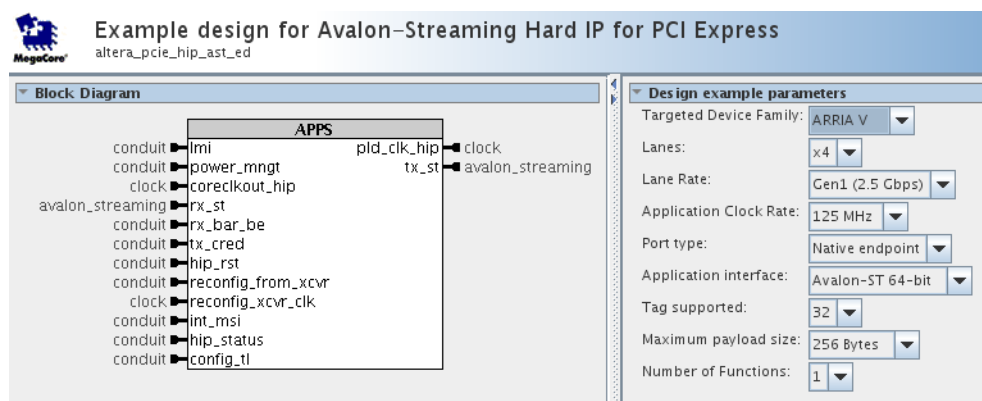 Example design for Avalon-Streaming Hard IP for PCI Express
altera_pcie_hip_ast_ed
MegaCore®
Block Diagram
APPS
conduit lmi pld_clk_hip clock
conduit power_mngt tx_st avalon_streaming
clock coreclkout_hip
avalon_streaming rx_st
conduit rx_bar_be
conduit tx_cred
conduit hip_rst
conduit reconfig_from_xcvr
clock reconfig_xcvr_clk
conduit int_msi
conduit hip_status
conduit config_tl
Design example parameters
Targeted Device Family: ARRIA V
Lanes: x4
Lane Rate: Gen1 (2.5 Gbps)
Application Clock Rate: 125 MHz
Port type: Native endpoint
Application interface: Avalon-ST 64-bit
Tag supported: 32
Maximum payload size: 256 Bytes
Number of Functions: 1